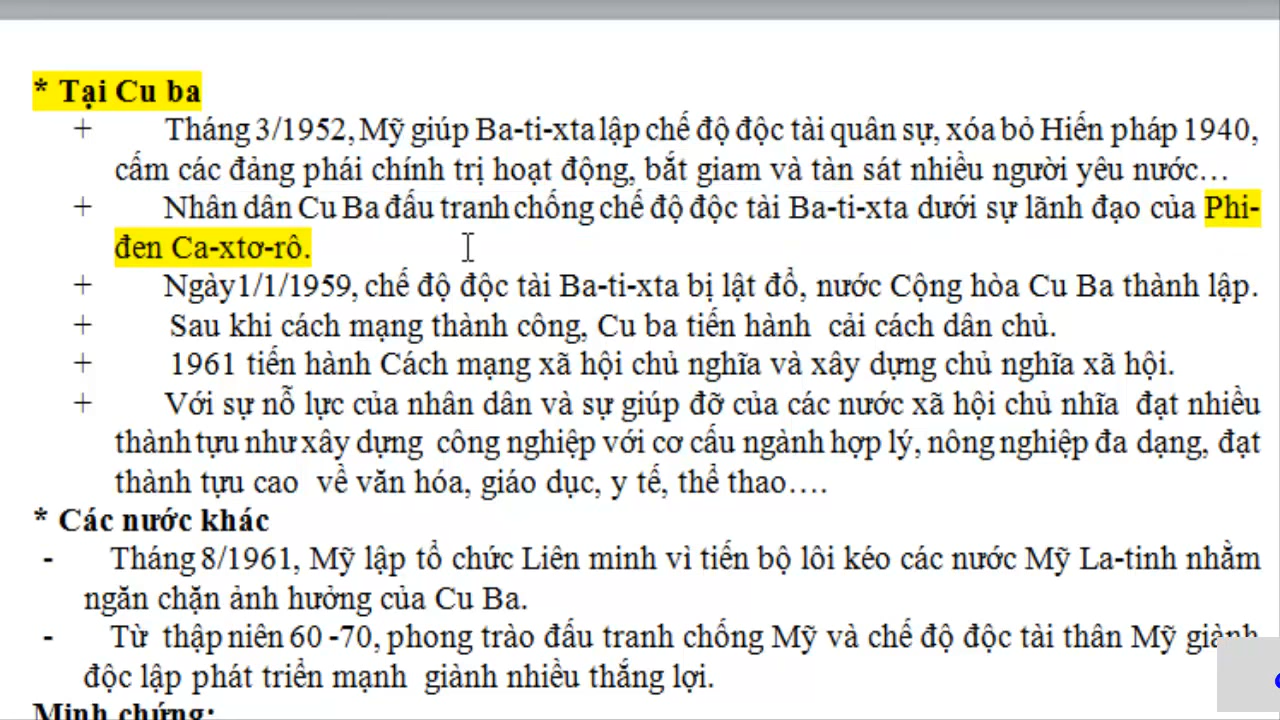 * Tại Cu ba
+ Tháng 3/1952, Mỹ giúp Ba-ti-xta lập chế độ độc tài quân sự, xóa bỏ Hiến pháp 1940,
cấm các đảng phái chính trị hoạt động, bắt giam và tàn sát nhiều người yêu nước…
+ Nhân dân Cu Ba đấu tranh chống chế độ độc tài Ba-ti-xta dưới sự lãnh đạo của Phi-
đen Ca-xtơ-rô.
+ Ngày1/1/1959, chế độ độc tài Ba-ti-xta bị lật đổ, nước Cộng hòa Cu Ba thành lập.
+ Sau khi cách mạng thành công, Cu ba tiến hành cải cách dân chủ.
+ 1961 tiến hành Cách mạng xã hội chủ nghĩa và xây dựng chủ nghĩa xã hội.
+ Với sự nỗ lực của nhân dân và sự giúp đỡ của các nước xã hội chủ nhĩa đạt nhiều
thành tựu như xây dựng công nghiệp với cơ cấu ngành hợp lý, nông nghiệp đa dạng, đạt
thành tựu cao về văn hóa, giáo dục, y tế, thể thao….
* Các nước khác
- Tháng 8/1961, Mỹ lập tổ chức Liên minh vì tiến bộ lôi kéo các nước Mỹ La-tinh nhằm
ngăn chặn ảnh hưởng của Cu Ba.
- Từ thập niên 60 -70, phong trào đấu tranh chống Mỹ và chế độ độc tài thân Mỹ giành
độc lập phát triển mạnh giành nhiều thắng lợi.
Minh chứng: